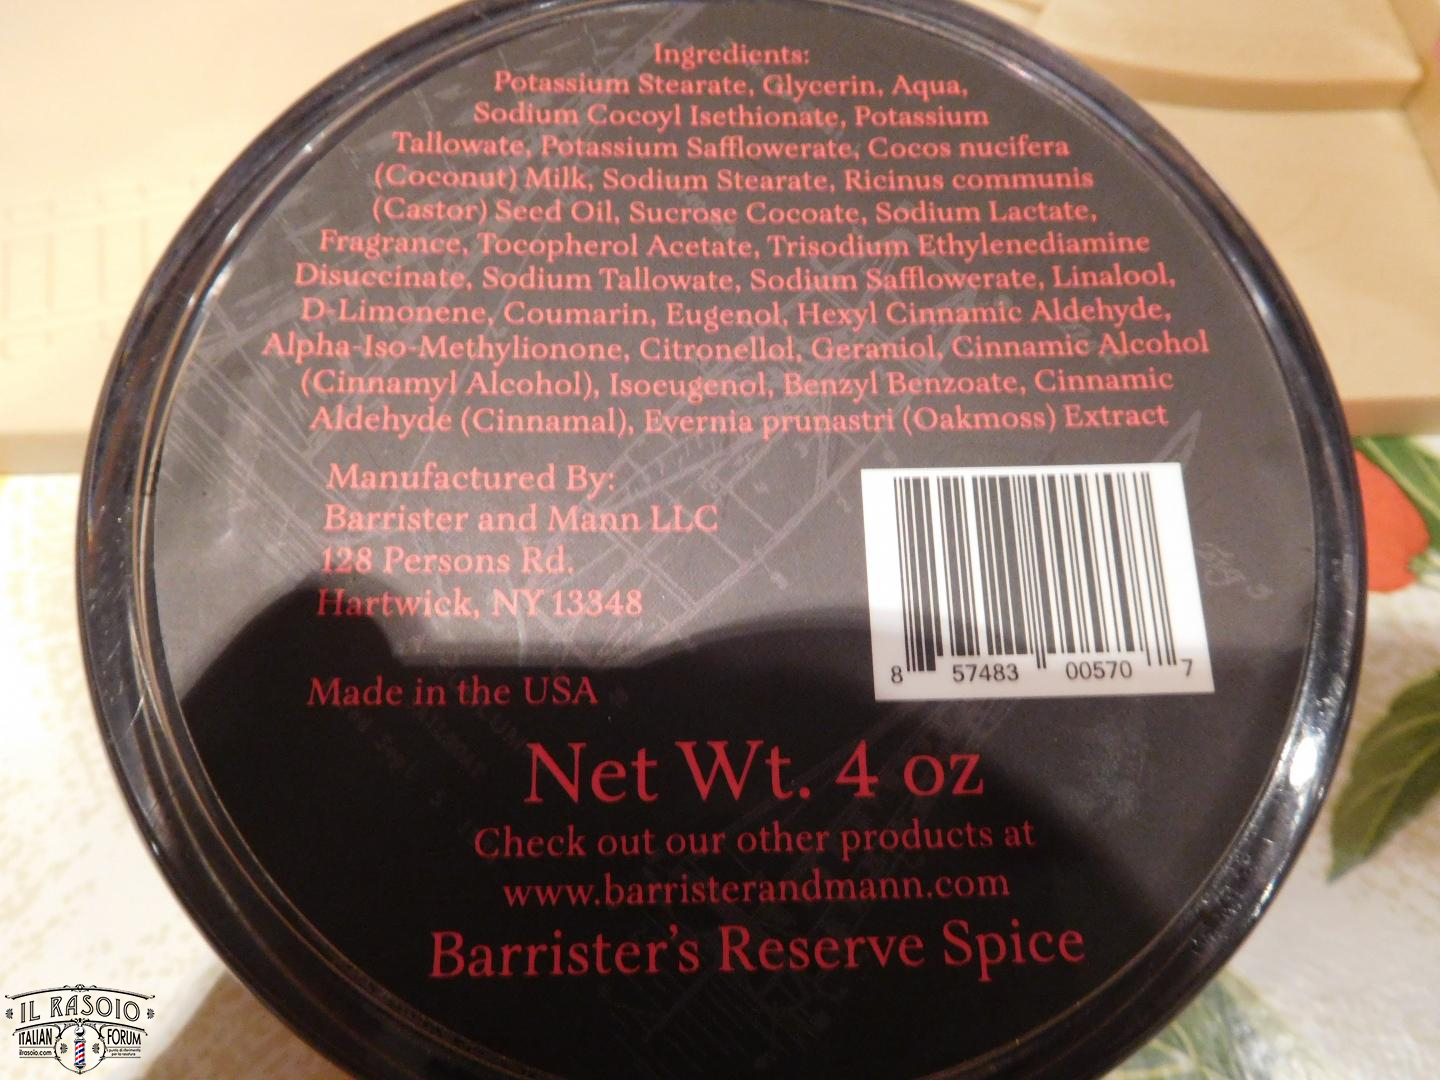 Ingredients:
Potassium Stearate, Glycerin, Aqua,
Sodium Cocoyl Isethionate, Potassium
Tallowate, Potassium Safflowerate, Cocos nucifera
(Coconut) Milk, Sodium Stearate, Ricinus communis
(Castor) Seed Oil, Sucrose Cocoate, Sodium Lactate,
Fragrance, Tocopherol Acetate, Trisodium Ethylenediamine
Disuccinate, Sodium Tallowate, Sodium Safflowerate, Linalool,
D-Limonene, Coumarin, Eugenol, Hexyl Cinnamic Aldehyde,
Alpha-Iso-Methylionone, Citronellol, Geraniol, Cinnamic Alcohol
(Cinnamyl Alcohol), Isoeugenol, Benzyl Benzoate, Cinnamic
Aldehyde (Cinnamal), Evernia prunastri (Oakmoss) Extract
Manufactured By:
Barrister and Mann LLC
128 Persons Rd.
Hartwick, NY 13348
8 57483 00570 7
Made in the USA
Net Wt. 4 oz
Check out our other products at
www.barristerandmann.com
Barrister's Reserve Spice
IL RASOIO
ITALIAN FORUM
ilrasoio.com